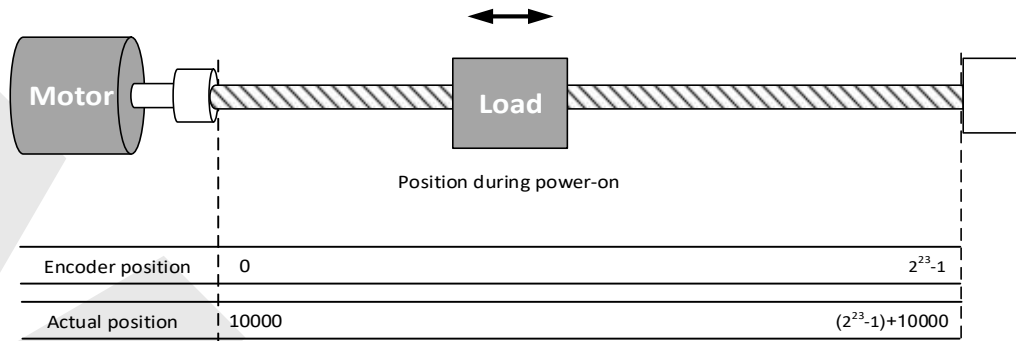 Motor
Load
Position during power-on
Encoder position 0 2²³-1
Actual position 10000 (2²³-1)+10000